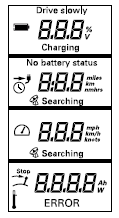 Drive slowly
8.8.8 %
V
Charging
No battery status
8:8.8 miles
km
nmhrs
Searching
8.8.8 mph
km/h
knots
Searching
Stop
8.8.8.8 Ah
W
ERROR